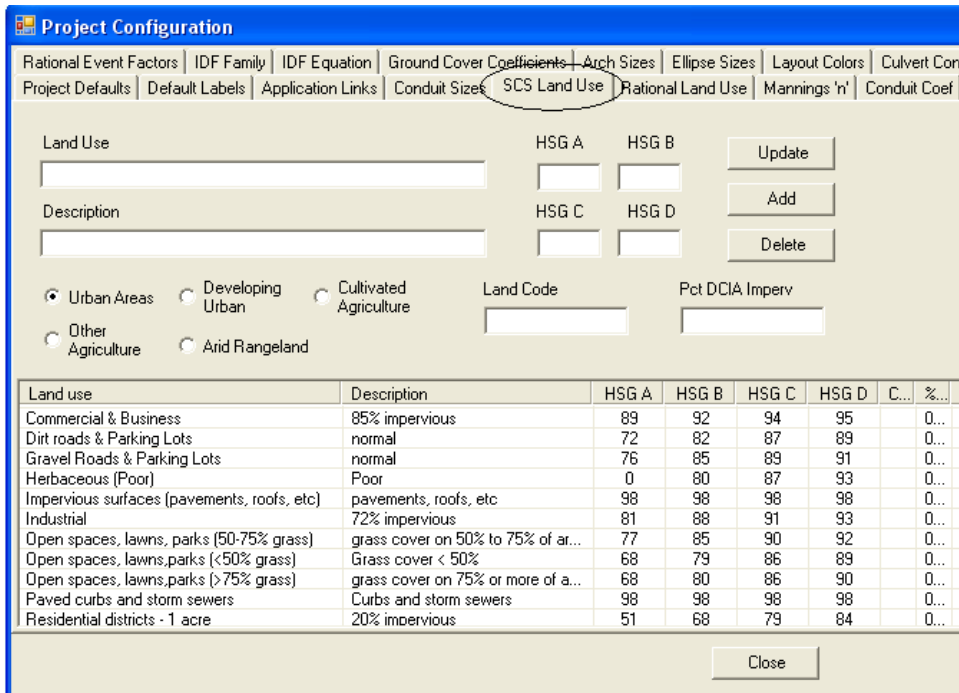 Project Configuration
Rational Event Factors IDF Family IDF Equation Ground Cover Coefficients Arch Sizes Ellipse Sizes Layout Colors Culvert Con
Project Defaults Default Labels Application Links Conduit Sizes SCS Land Use Rational Land Use Mannings 'n' Conduit Coef
Land Use HSG A HSG B
Update
Add
Description HSG C HSG D
Delete
Urban Areas Developing Urban Cultivated Agriculture Land Code Pct DCIA Imperv
Other Agriculture Arid Rangeland
Land use Description HSG A HSG B HSG C HSG D C... %...
Commercial & Business 85% impervious 89 92 94 95 0...
Dirt roads & Parking Lots normal 72 82 87 89 0...
Gravel Roads & Parking Lots normal 76 85 89 91 0...
Herbaceous (Poor) Poor 0 80 87 93 0...
Impervious surfaces (pavements, roofs, etc) pavements, roofs, etc 98 98 98 98 0...
Industrial 72% impervious 81 88 91 93 0...
Open spaces, lawns, parks (50-75% grass) grass cover on 50% to 75% of ar... 77 85 90 92 0...
Open spaces, lawns,parks (<50% grass) Grass cover < 50% 68 79 86 89 0...
Open spaces, lawns,parks (>75% grass) grass cover on 75% or more of a... 68 80 86 90 0...
Paved curbs and storm sewers Curbs and storm sewers 98 98 98 98 0...
Residential districts - 1 acre 20% impervious 51 68 79 84 0...
Close